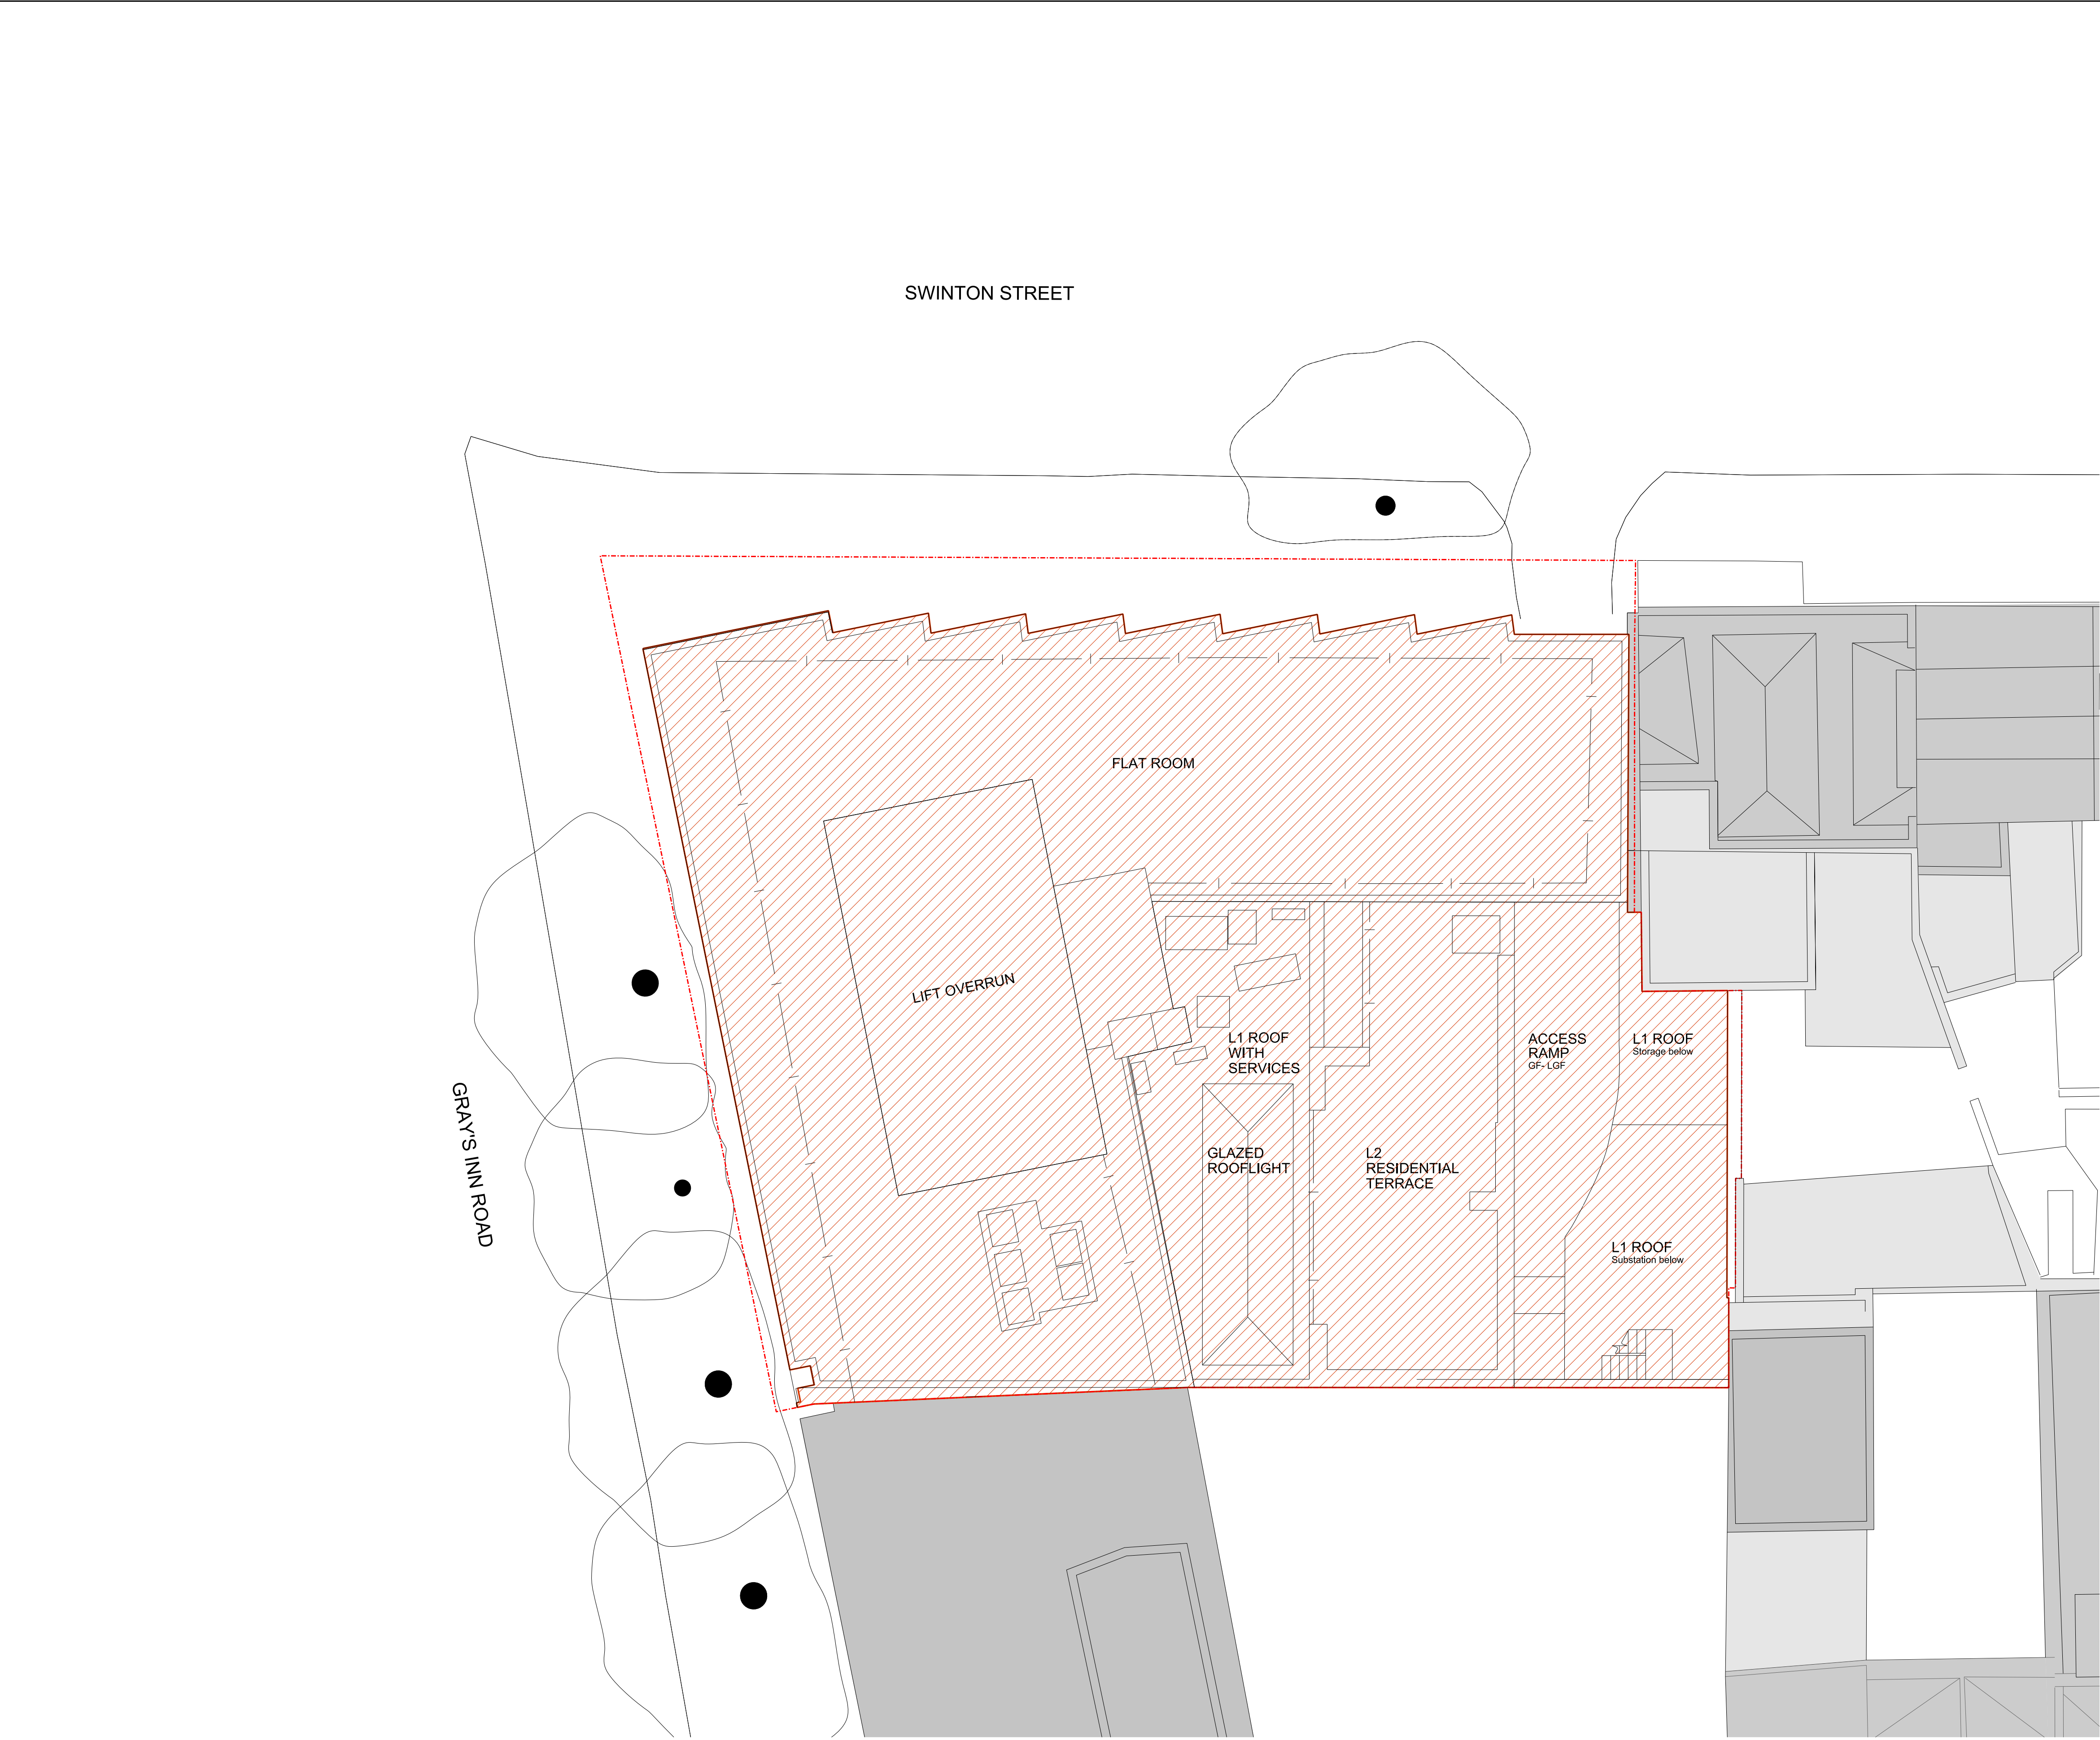 SWINTON STREET
FLAT ROOM
LIFT OVERRUN
L1 ROOF
WITH
SERVICES
ACCESS
RAMP
GF- LGF
L1 ROOF
Storage below
GRAY'S INN ROAD
GLAZED
ROOFLIGHT
L2
RESIDENTIAL
TERRACE
L1 ROOF
Substation below